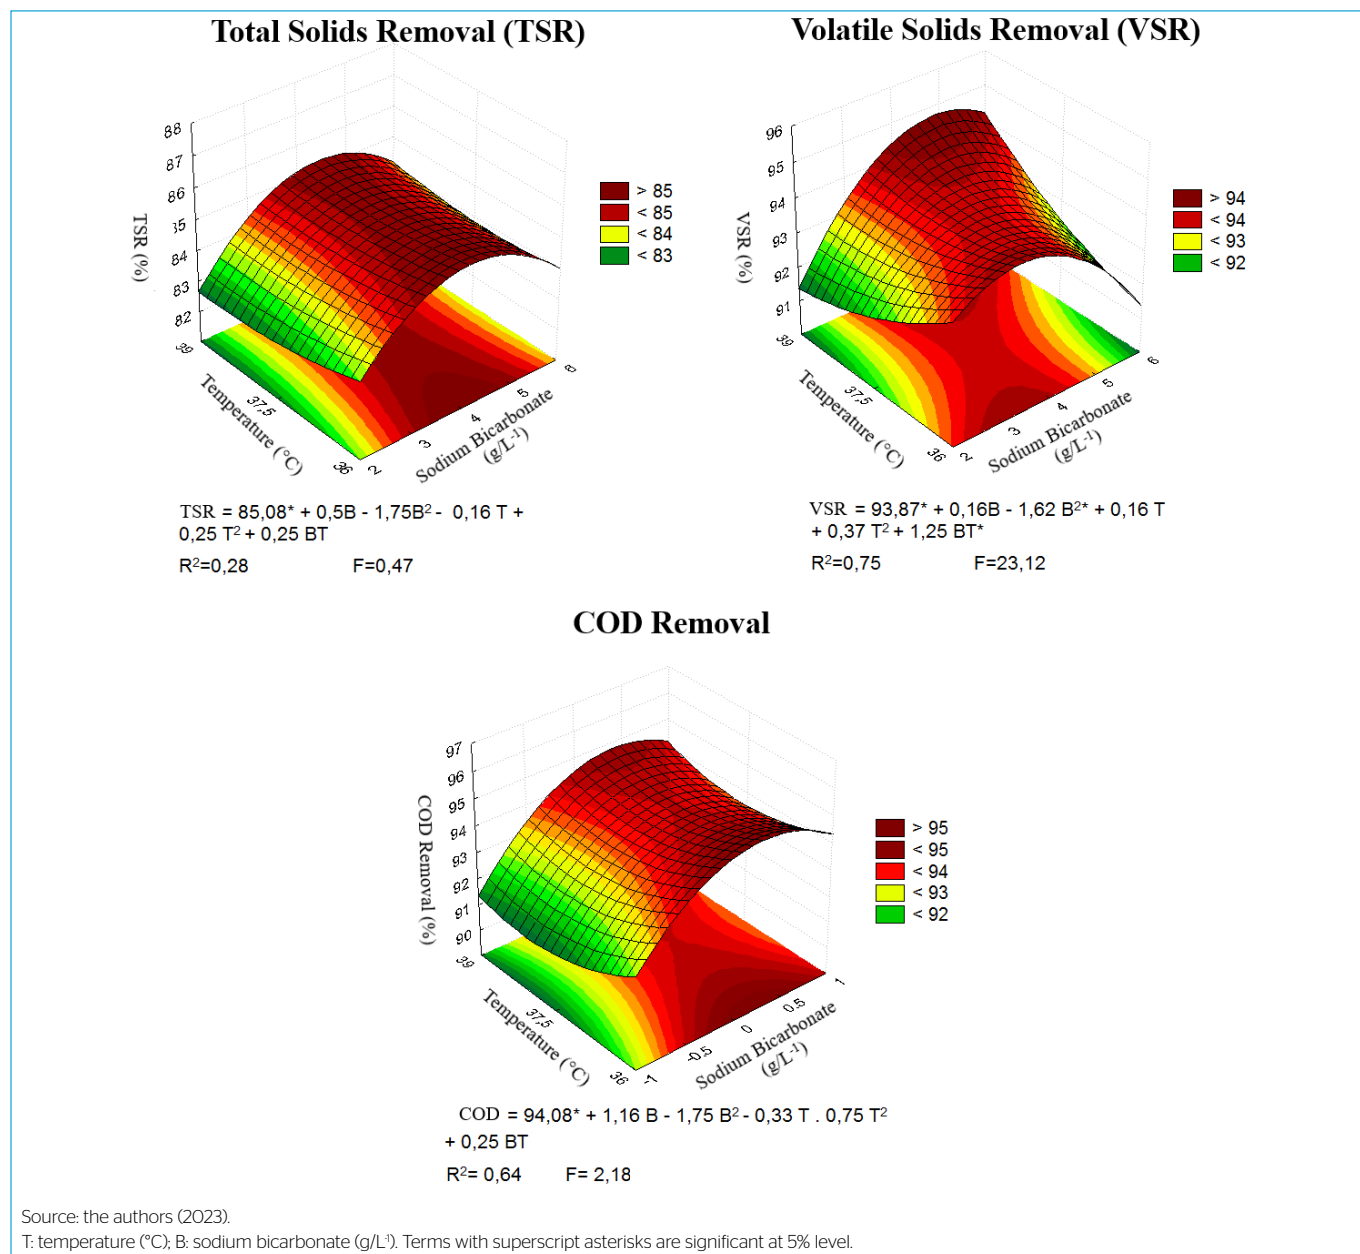 Total Solids Removal (TSR)
Volatile Solids Removal (VSR)
88
87
86
35
84
83
82
TSR (%)
39
37,5
36
Temperature (°C)
2
3
4
5
6
Sodium Bicarbonate
(g/L-1)
> 85
< 85
< 84
< 83
96
95
94
93
92
91
VSR (%)
39
37,5
36
Temperature (°C)
2
3
4
5
6
Sodium Bicarbonate
(g/L-1)
> 94
< 94
< 93
< 92
TSR = 85,08* + 0,5B - 1,75B² - 0,16 T +
0,25 T² + 0,25 BT
R²=0,28 F=0,47
VSR = 93,87* + 0,16B - 1,62 B²* + 0,16 T
+ 0,37 T² + 1,25 BT*
R²=0,75 F=23,12
COD Removal
97
96
95
94
93
92
91
90
COD Removal (%)
39
37,5
36
Temperature (°C)
-1
-0.5
0
0.5
1
Sodium Bicarbonate
(g/L-1)
> 95
< 95
< 94
< 93
< 92
COD = 94,08* + 1,16 B - 1,75 B² - 0,33 T . 0,75 T²
+ 0,25 BT
R²= 0,64 F= 2,18
Source: the authors (2023).
T: temperature (°C); B: sodium bicarbonate (g/L-1). Terms with superscript asterisks are significant at 5% level.